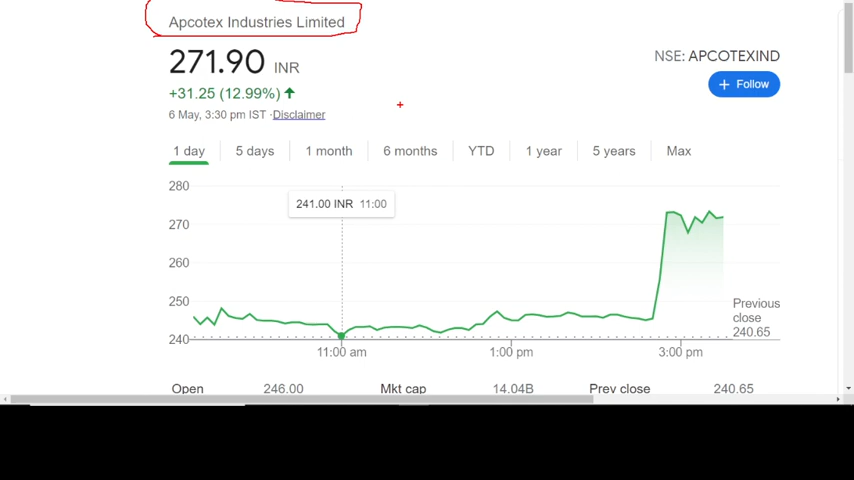 Apcotex Industries Limited
271.90 INR
NSE: APCOTEXIND
+31.25 (12.99%)
Follow
6 May, 3:30 pm IST ·Disclaimer
1 day 5 days 1 month 6 months YTD 1 year 5 years Max
280
241.00 INR 11:00
270
260
250
Previous
close
240.65
240
11:00 am 1:00 pm 3:00 pm
Open 246.00 Mkt cap 14.04B Prev close 240.65